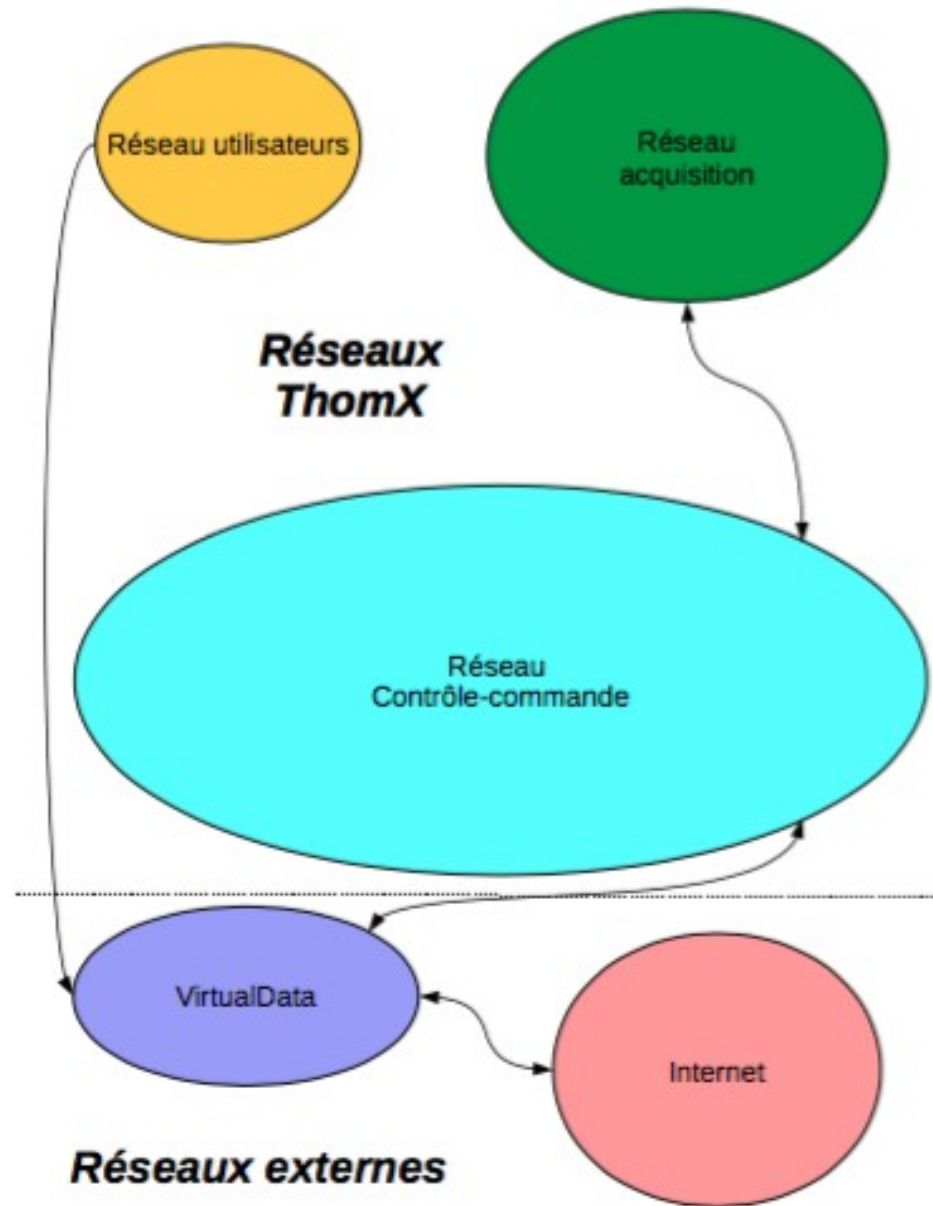 Réseau utilisateurs
Réseau
acquisition
Réseaux
ThomX
Réseau
Contrôle-commande
VirtualData
Internet
Réseaux externes